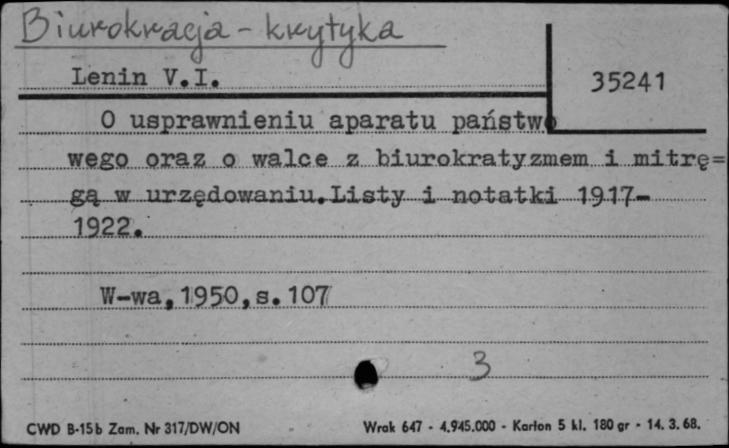 Biurokracja - krytyka
Lenin V.I.
35241
O usprawnieniu aparatu państwo
wego oraz o walce z biurokratyzmem i mitrę=
gą w urzędowaniu.Listy i notatki 1917-
1922.
W-wa,1950,s.107
3
CWD B-15b Zam. Nr 317/DW/ON
Wrak 647 - 4.945.000 - Karton 5 kl. 180 gr - 14. 3. 68.